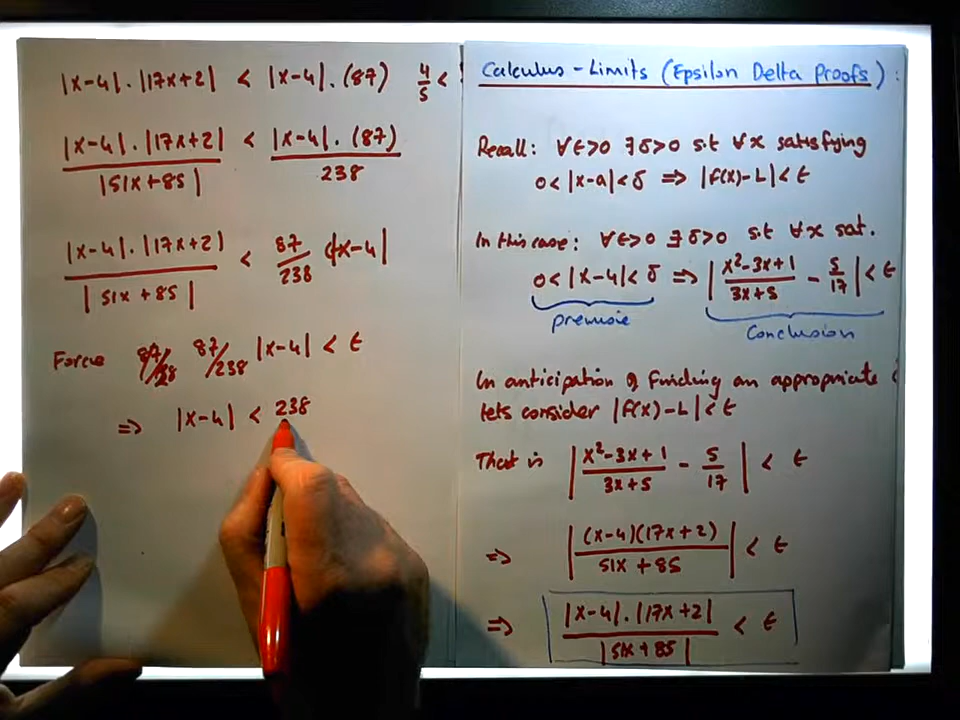 |x-4|.|17x+2| < |x-4|.(87) 4/5 <
|x-4|.|17x+2| / |51x+85| < |x-4|.(87) / 238
|x-4|.|17x+2) / |51x+85| < 87/238 |x-4|
Force 87/238 |x-4| < ε
⇒ |x-4| < 238
Calculus - Limits (Epsilon Delta Proofs):
Recall: ∀ε>0 ∃δ>0 s.t ∀x satisfying
0<|x-a|<δ ⇒ |f(x)-L|<ε
In this case: ∀ε>0 ∃δ>0 s.t ∀x sat.
0<|x-4|<δ ⇒ |x²-3x+1 / 3x+5 - 5/17| < ε
premise Conclusion
In anticipation of finding an appropriate
lets consider |f(x)-L|<ε
That is |x²-3x+1 / 3x+5 - 5/17| < ε
⇒ |(x-4)(17x+2) / 51x+85| < ε
⇒ |x-4|.|17x+2| / |51x+85| < ε